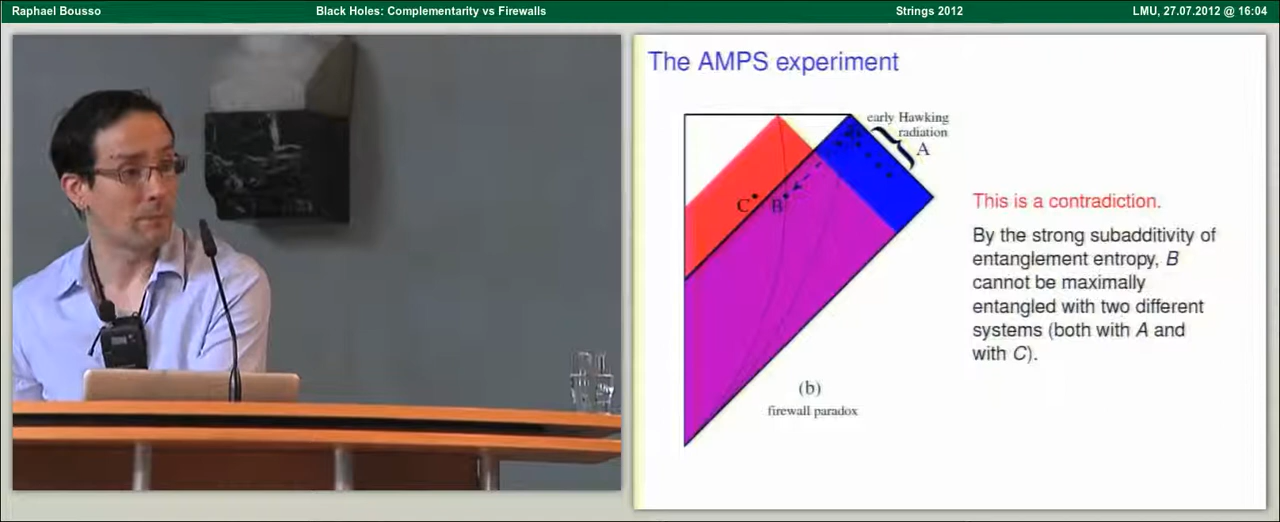 Raphael Bousso
Black Holes: Complementarity vs Firewalls
Strings 2012
LMU, 27.07.2012 @ 16:04
The AMPS experiment
early Hawking
radiation
A
C
B
This is a contradiction.
By the strong subadditivity of
entanglement entropy, B
cannot be maximally
entangled with two different
systems (both with A and
with C).
(b)
firewall paradox